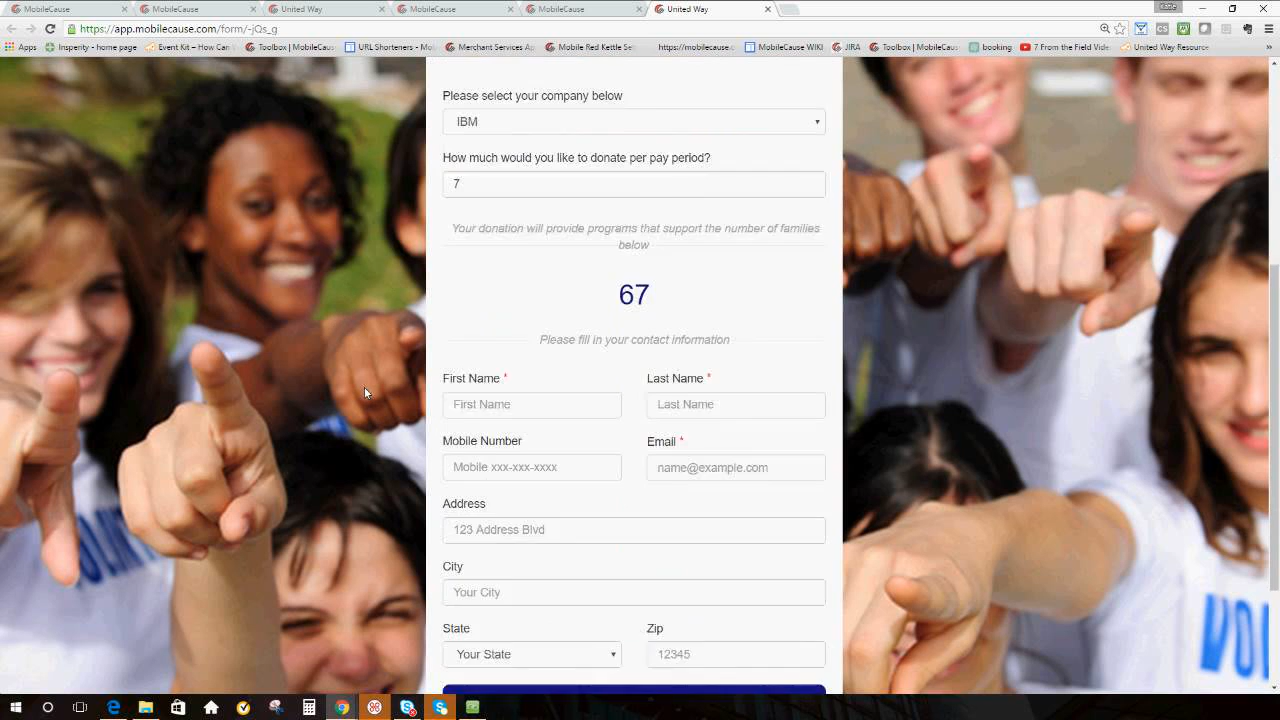 MobileCause
MobileCause
United Way
MobileCause
MobileCause
United Way
Katie
https://app.mobilecause.com/form/-jQs_g
Apps
Insperity - home page
Event Kit – How Can
Toolbox | MobileCaus
URL Shorteners - Mo
Merchant Services Ap
Mobile Red Kettle Set
https://mobilecause.c
MobileCause WIKI
JIRA
Toolbox | MobileCaus
booking
7 From the Field Vide
United Way Resource
»
Please select your company below
IBM
How much would you like to donate per pay period?
7
Your donation will provide programs that support the number of families
below
67
Please fill in your contact information
First Name * Last Name *
First Name Last Name
Mobile Number Email *
Mobile xxx-xxx-xxxx name@example.com
Address
123 Address Blvd
City
Your City
State Zip
Your State 12345